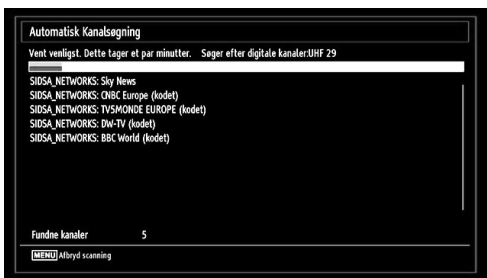 Automatisk Kanalsøgning
Vent venligst. Dette tager et par minutter. Søger efter digitale kanaler:UHF 29
SIDSA_NETWORKS: Sky News
SIDSA_NETWORKS: CNBC Europe (kodet)
SIDSA_NETWORKS: TV5MONDE EUROPE (kodet)
SIDSA_NETWORKS: DW-TV (kodet)
SIDSA_NETWORKS: BBC World (kodet)
Fundne kanaler 5
MENU Afbryd scanning